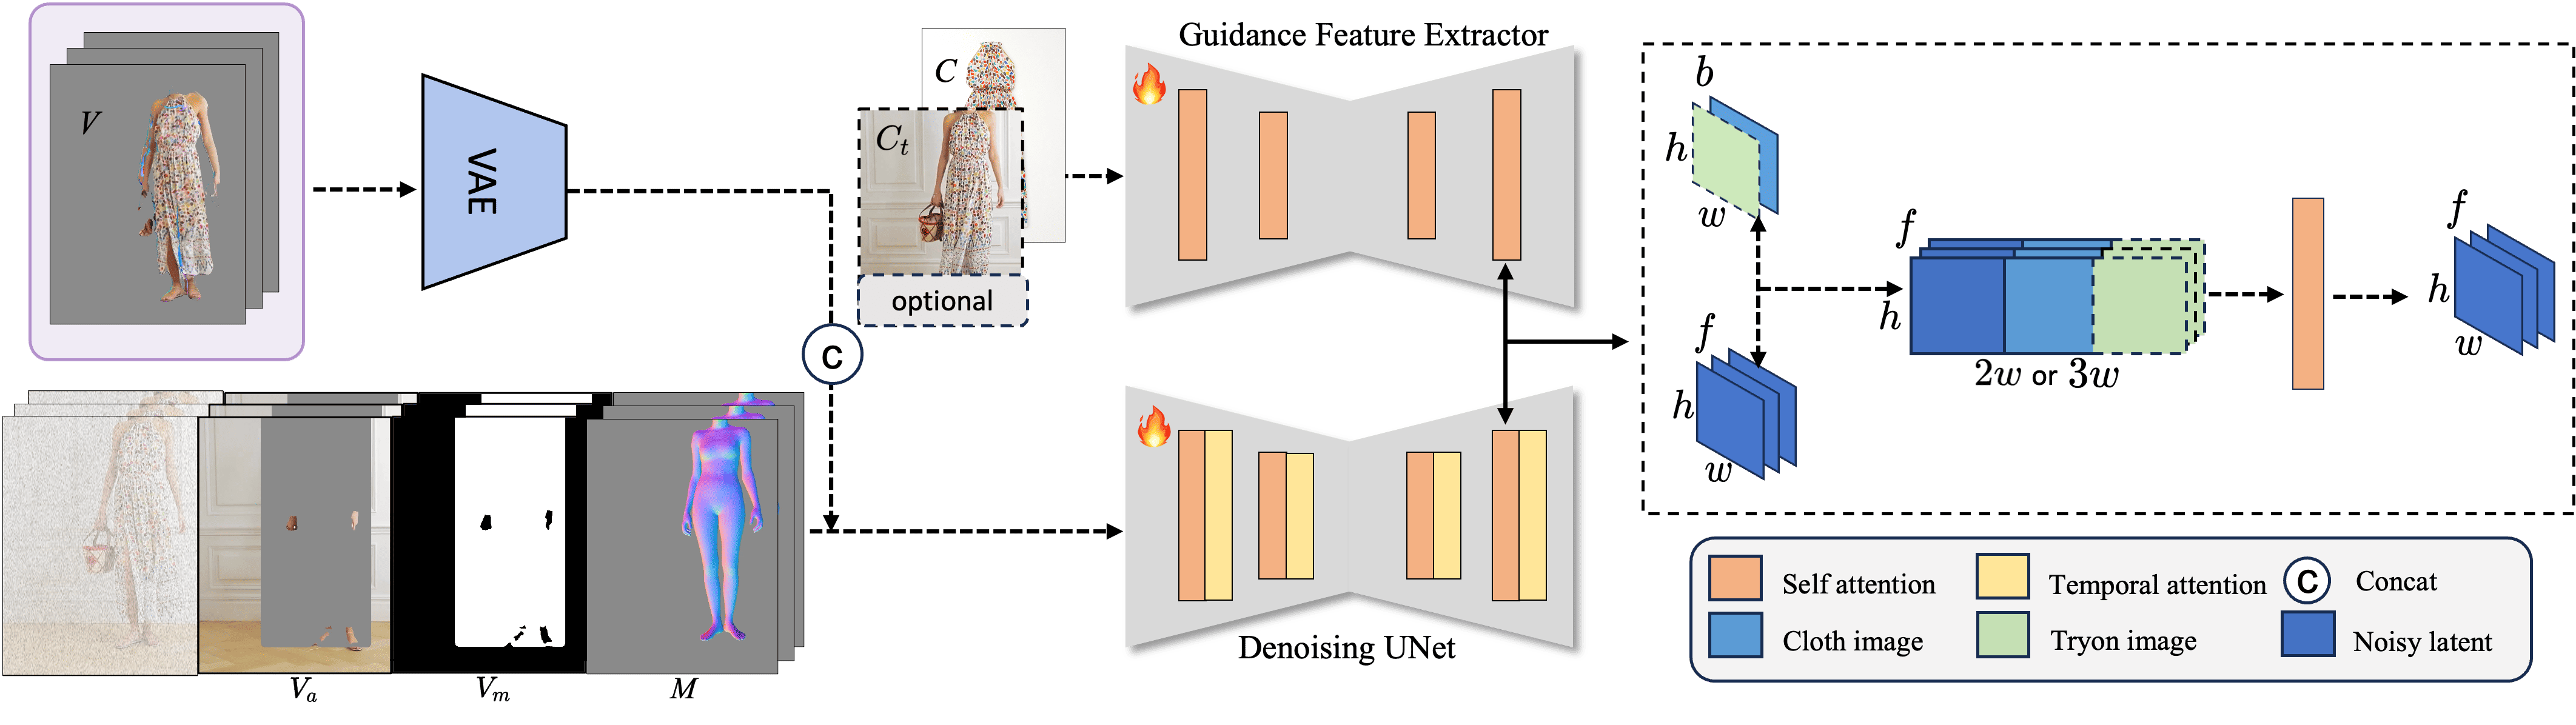 V
VAE
C
C_t
optional
C
V_a
V_m
M
Guidance Feature Extractor
Denoising UNet
b
h
w
f
h
w
f
h
2w or 3w
f
h
w
Self attention
Temporal attention
C
Concat
Cloth image
Tryon image
Noisy latent